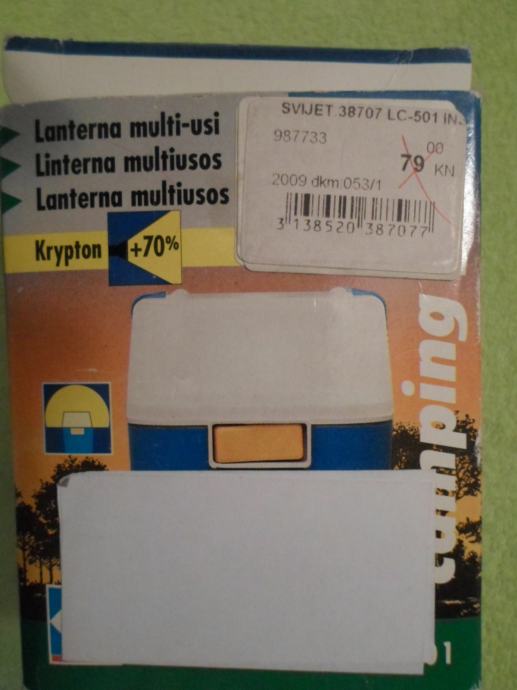 Lanterna multi-usi
Linterna multiusos
Lanterna multiusos
Krypton +70%
SVIJET.38707 LC-501 IN
987733
79 00 KN
2009 dkm 053/1
3 138520 387077
camping
01